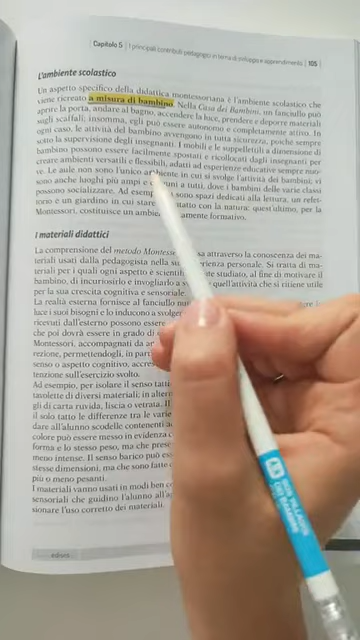 Capitolo 5 | I principali contributi pedagogici in tema di sviluppo e apprendimento | 105 |
L'ambiente scolastico
Un aspetto specifico della didattica montessoriana è l'ambiente scolastico che
viene ricreato a misura di bambino. Nella Casa dei Bambini, un fanciullo può
aprire la porta, andare al bagno, accendere la luce, prendere e deporre materiali
sugli scaffali; insomma, egli può essere autonomo e completamente attivo. In
ogni caso, le attività del bambino avvengono in tutta sicurezza, poiché sempre
sotto la supervisione degli insegnanti. I mobili e le suppellettili a dimensione di
bambino possono essere facilmente spostati e ricollocati dagli insegnanti per
creare ambienti versatili e flessibili, adatti ad esperienze educative sempre nuo-
ve. Le aule non sono l'unico ambiente in cui si svolge l'attività dei bambini; vi
sono anche luoghi più ampi e comuni a tutti, dove i bambini delle varie classi
possono socializzare. Ad esempio, sono spazi dedicati alla lettura, un refet-
torio e un giardino in cui stare tatto con la natura: quest'ultimo, per la
Montessori, costituisce un ambiente amente formativo.
I materiali didattici
La comprensione del metodo Montesso sa attraverso la conoscenza dei ma-
teriali usati dalla pedagogista nella su erienza personale. Si tratta di ma-
teriali per i quali ogni aspetto è scientifi te studiato, al fine di motivare il
bambino, di incuriosirlo e invogliarlo a quell'attività che si ritiene utile
per la sua crescita cognitiva e sensoriale
La realtà esterna fornisce al fanciullo
luce i suoi bisogni e lo inducono a svolger
ricevuti dall'esterno possono essere
che poi dovrà essere in grado di
Montessori, accompagnati da un
rezione, permettendogli, in par
senso o aspetto cognitivo, accres
tenzione sull'esercizio svolto.
Ad esempio, per isolare il senso tatti
tavolette di diversi materiali; in altern
gli di carta ruvida, liscia o vetrata. Il
il solo tatto le differenze tra le varie
dare all'alunno scodelle contenenti a
colore può essere messo in evidenza
forma e lo stesso peso, ma che prese
meno intense. Il senso barico può es
stesse dimensioni, ma che sono fatte
più o meno pesanti.
I materiali vanno usati in modi ben
sensoriali che guidino l'alunno all'a
sionare l'uso corretto dei materiali.
edises